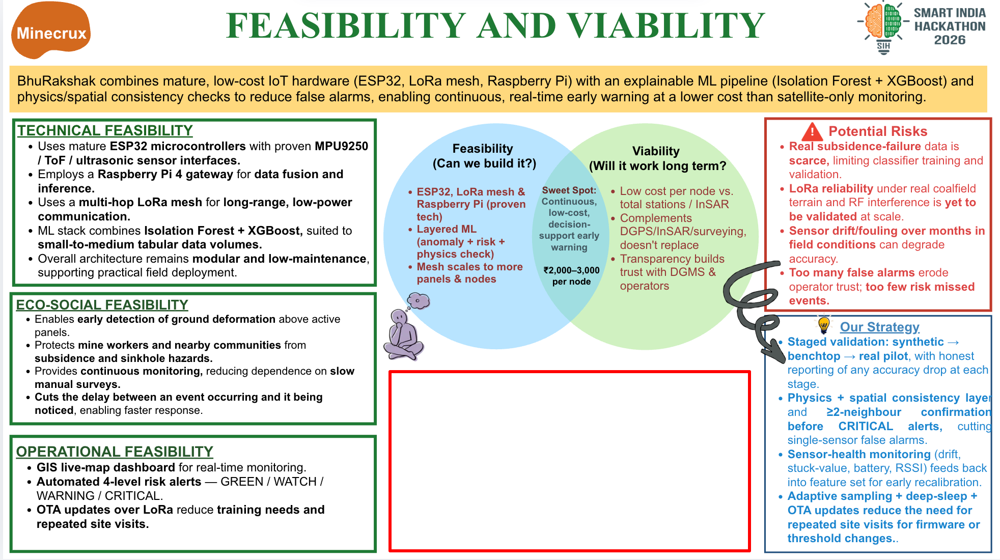 Minecrux
FEASIBILITY AND VIABILITY
SMART INDIA
HACKATHON
2026
SIH
BhuRakshak combines mature, low-cost IoT hardware (ESP32, LoRa mesh, Raspberry Pi) with an explainable ML pipeline (Isolation Forest + XGBoost) and
physics/spatial consistency checks to reduce false alarms, enabling continuous, real-time early warning at a lower cost than satellite-only monitoring.
TECHNICAL FEASIBILITY
• Uses mature ESP32 microcontrollers with proven MPU9250
/ ToF / ultrasonic sensor interfaces.
• Employs a Raspberry Pi 4 gateway for data fusion and
inference.
• Uses a multi-hop LoRa mesh for long-range, low-power
communication.
• ML stack combines Isolation Forest + XGBoost, suited to
small-to-medium tabular data volumes.
• Overall architecture remains modular and low-maintenance,
supporting practical field deployment.
ECO-SOCIAL FEASIBILITY
• Enables early detection of ground deformation above active
panels.
• Protects mine workers and nearby communities from
subsidence and sinkhole hazards.
• Provides continuous monitoring, reducing dependence on slow
manual surveys.
• Cuts the delay between an event occurring and it being
noticed, enabling faster response.
OPERATIONAL FEASIBILITY
• GIS live-map dashboard for real-time monitoring.
• Automated 4-level risk alerts — GREEN / WATCH /
WARNING / CRITICAL.
• OTA updates over LoRa reduce training needs and
repeated site visits.
Feasibility
(Can we build it?)
• ESP32, LoRa mesh &
Raspberry Pi (proven
tech)
• Layered ML
(anomaly + risk +
physics check)
• Mesh scales to more
panels & nodes
Sweet Spot:
Continuous,
low-cost,
decision-
support early
warning
₹2,000–3,000
per node
Viability
(Will it work long term?
• Low cost per node vs.
total stations / InSAR
• Complements
DGPS/InSAR/surveying,
doesn't replace
• Transparency builds
trust with DGMS &
operators
Potential Risks
• Real subsidence-failure data is
scarce, limiting classifier training and
validation.
• LoRa reliability under real coalfield
terrain and RF interference is yet to
be validated at scale.
• Sensor drift/fouling over months in
field conditions can degrade
accuracy.
• Too many false alarms erode
operator trust; too few risk missed
events.
Our Strategy
• Staged validation: synthetic →
benchtop → real pilot, with honest
reporting of any accuracy drop at each
stage.
• Physics + spatial consistency layer
and ≥2-neighbour confirmation
before CRITICAL alerts, cutting
single-sensor false alarms.
• Sensor-health monitoring (drift,
stuck-value, battery, RSSI) feeds back
into feature set for early recalibration.
• Adaptive sampling + deep-sleep +
OTA updates reduce the need for
repeated site visits for firmware or
threshold changes..